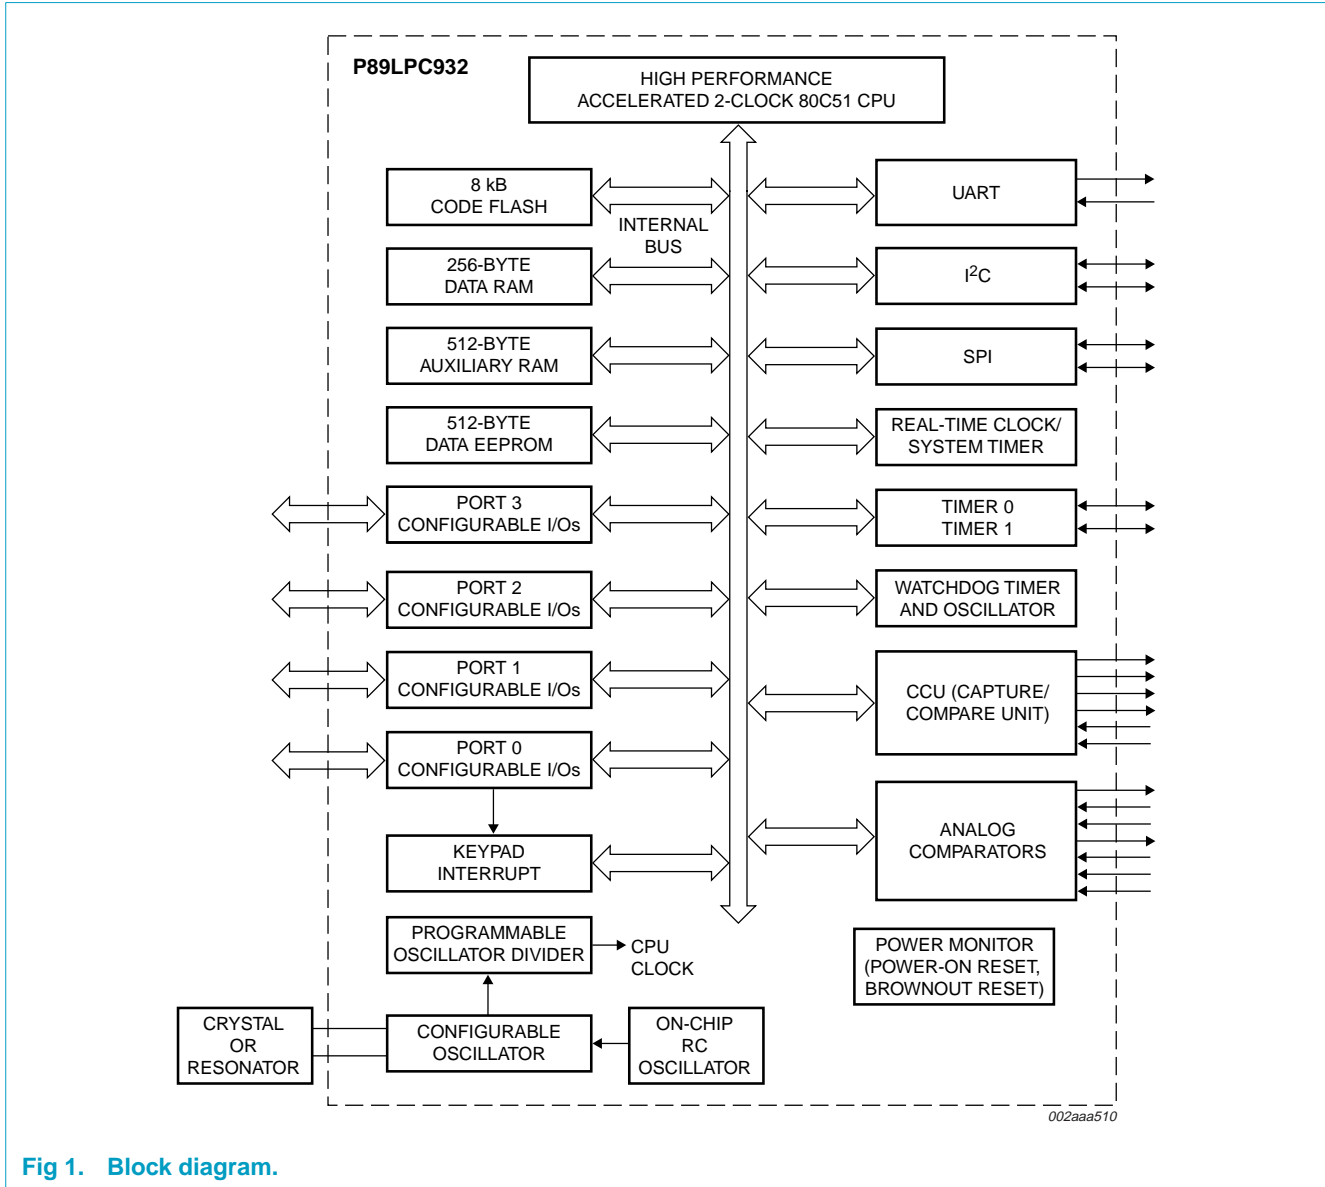 P89LPC932
HIGH PERFORMANCE
ACCELERATED 2-CLOCK 80C51 CPU
8 kB
CODE FLASH
INTERNAL
BUS
256-BYTE
DATA RAM
512-BYTE
AUXILIARY RAM
512-BYTE
DATA EEPROM
PORT 3
CONFIGURABLE I/Os
PORT 2
CONFIGURABLE I/Os
PORT 1
CONFIGURABLE I/Os
PORT 0
CONFIGURABLE I/Os
KEYPAD
INTERRUPT
PROGRAMMABLE
OSCILLATOR DIVIDER
CPU
CLOCK
CRYSTAL
OR
RESONATOR
CONFIGURABLE
OSCILLATOR
ON-CHIP
RC
OSCILLATOR
UART
I²C
SPI
REAL-TIME CLOCK/
SYSTEM TIMER
TIMER 0
TIMER 1
WATCHDOG TIMER
AND OSCILLATOR
CCU (CAPTURE/
COMPARE UNIT)
ANALOG
COMPARATORS
POWER MONITOR
(POWER-ON RESET,
BROWNOUT RESET)
002aaa510
Fig 1. Block diagram.